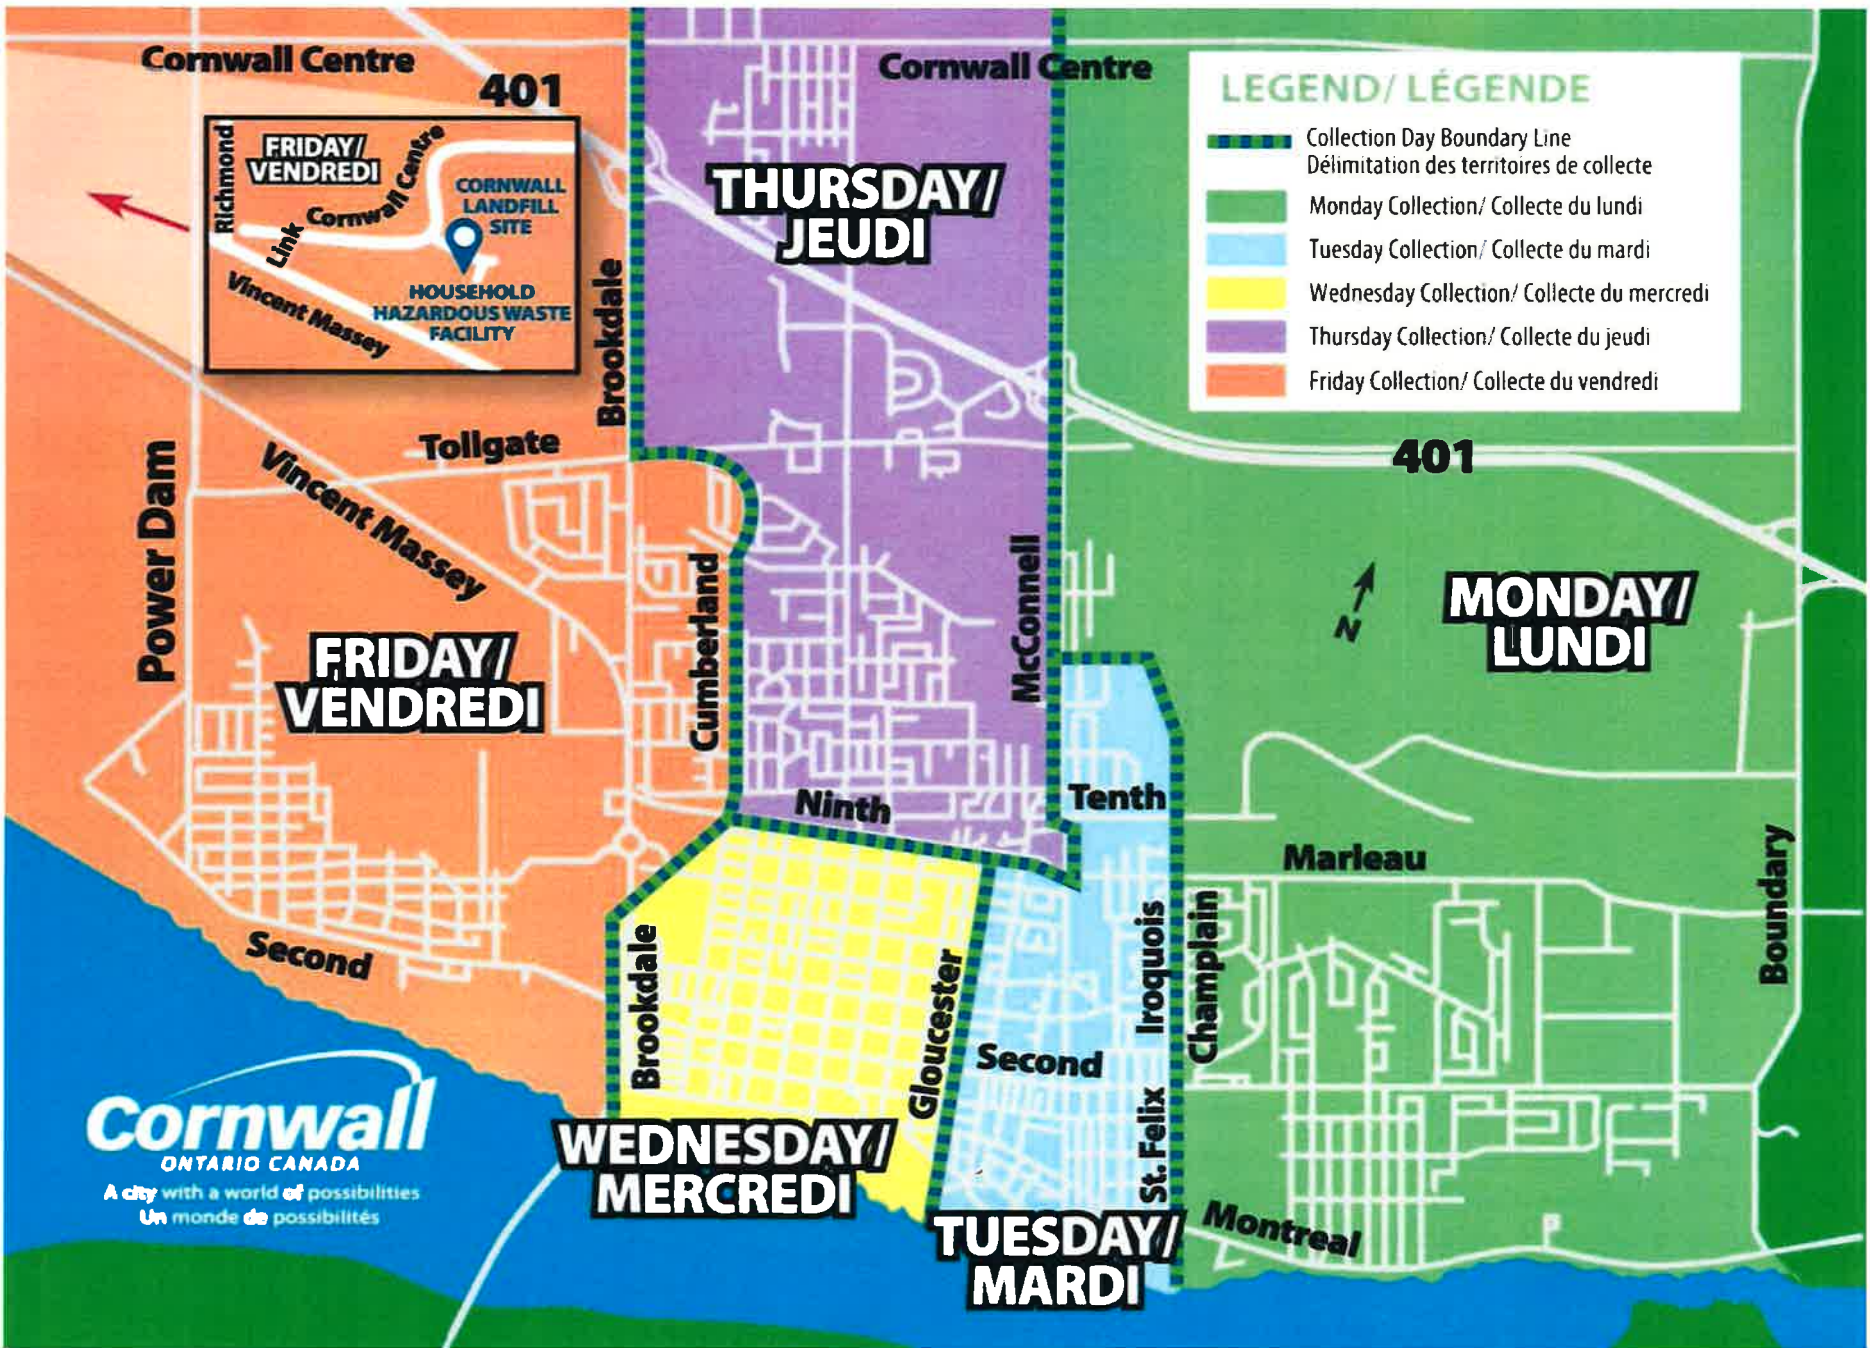 Cornwall Centre
401
Cornwall Centre
LEGEND/ LÉGENDE
Collection Day Boundary Line
Délimitation des territoires de collecte
Monday Collection/ Collecte du lundi
Tuesday Collection/ Collecte du mardi
Wednesday Collection/ Collecte du mercredi
Thursday Collection/ Collecte du jeudi
Friday Collection/ Collecte du vendredi
Richmond
FRIDAY/
VENDREDI
Cornwall Centre
Link
Vincent Massey
CORNWALL
LANDFILL
SITE
HOUSEHOLD
HAZARDOUS WASTE
FACILITY
THURSDAY/
JEUDI
Brookdale
Tollgate
401
Power Dam
Vincent Massey
Cumberland
McConnell
N
MONDAY/
LUNDI
FRIDAY/
VENDREDI
Ninth
Tenth
Marleau
Boundary
Second
Brookdale
Gloucester
Second
Iroquois
Champlain
St. Felix
Cornwall
ONTARIO CANADA
A city with a world of possibilities
Un monde de possibilités
WEDNESDAY/
MERCREDI
TUESDAY/
MARDI
Montreal